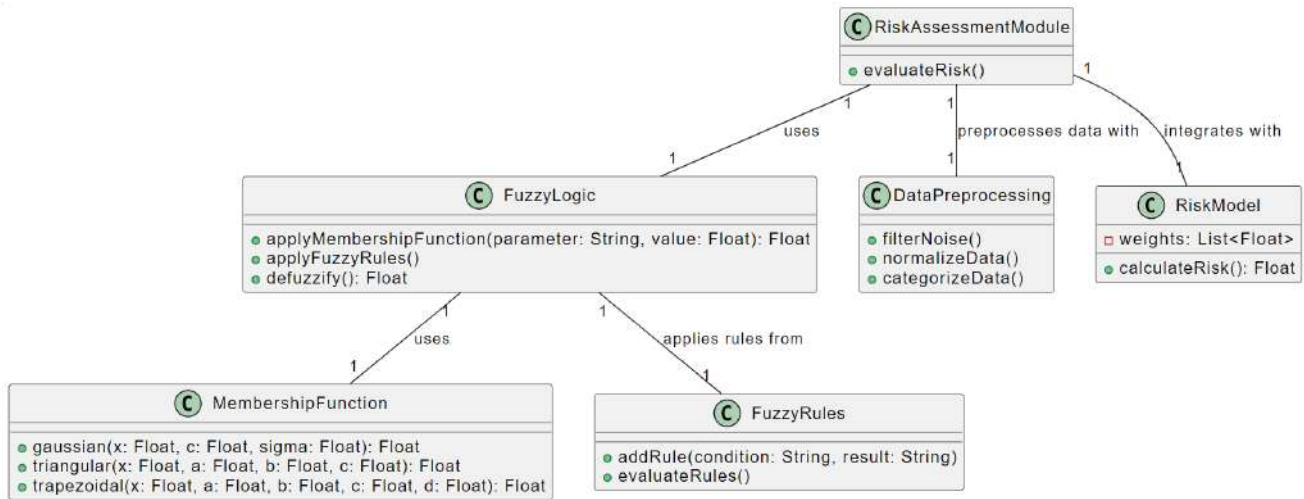 C RiskAssessmentModule
evaluateRisk()
1
1
1
uses
preprocesses data with
integrates with
1
1
1
C FuzzyLogic
applyMembershipFunction(parameter: String, value: Float): Float
applyFuzzyRules()
defuzzify(): Float
C DataPreprocessing
filterNoise()
normalizeData()
categorizeData()
C RiskModel
weights: List<Float>
calculateRisk(): Float
1
1
uses
applies rules from
1
1
C MembershipFunction
gaussian(x: Float, c: Float, sigma: Float): Float
triangular(x: Float, a: Float, b: Float, c: Float): Float
trapezoidal(x: Float, a: Float, b: Float, c: Float, d: Float): Float
C FuzzyRules
addRule(condition: String, result: String)
evaluateRules()